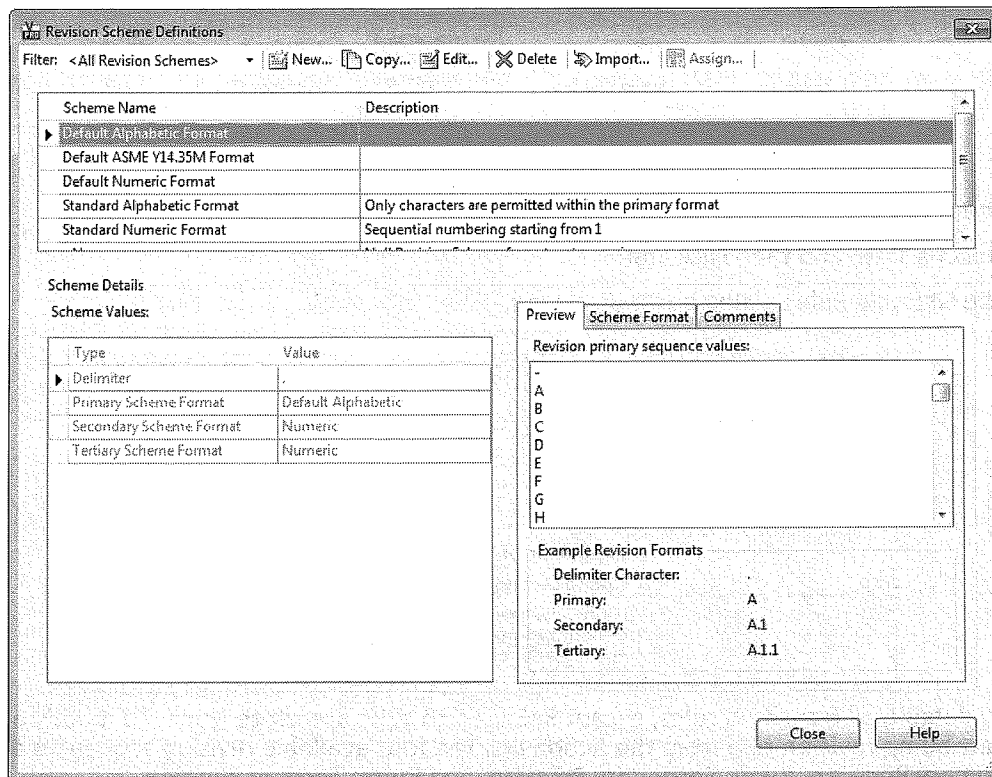 Revision Scheme Definitions
Filter: <All Revision Schemes> New... Copy... Edit... Delete Import... Assign...
Scheme Name Description
Default Alphabetic Format
Default ASME Y14.35M Format
Default Numeric Format
Standard Alphabetic Format Only characters are permitted within the primary format
Standard Numeric Format Sequential numbering starting from 1
Scheme Details
Scheme Values:
Type Value
Delimiter .
Primary Scheme Format Default Alphabetic
Secondary Scheme Format Numeric
Tertiary Scheme Format Numeric
Preview Scheme Format Comments
Revision primary sequence values:
-
A
B
C
D
E
F
G
H
Example Revision Formats
Delimiter Character: .
Primary: A
Secondary: A.1
Tertiary: A.1.1
Close Help